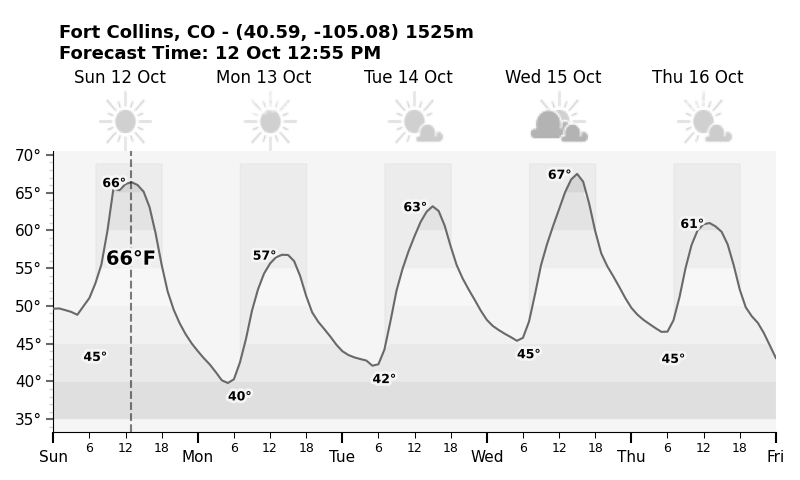 Fort Collins, CO - (40.59, -105.08) 1525m
Forecast Time: 12 Oct 12:55 PM
Sun 12 Oct Mon 13 Oct Tue 14 Oct Wed 15 Oct Thu 16 Oct
70°
65°
60°
55°
50°
45°
40°
35°
66° 57° 63° 67° 61°
66°F
45° 40° 42° 45° 45°
6 12 18 6 12 18 6 12 18 6 12 18 6 12 18
Sun Mon Tue Wed Thu Fri